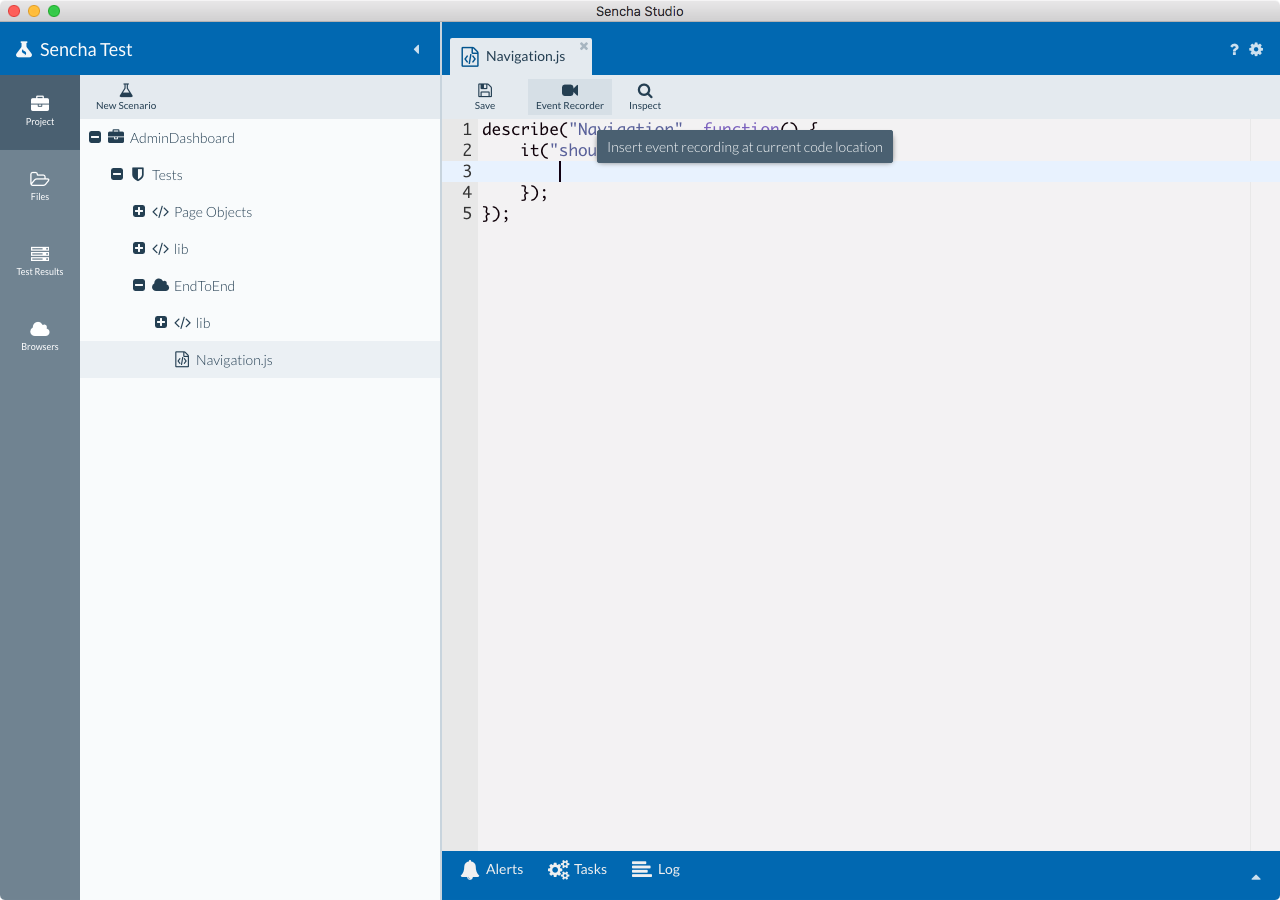 Sencha Studio
Sencha Test
Navigation.js
?
Project
Files
Test Results
Browsers
New Scenario
AdminDashboard
Tests
Page Objects
lib
EndToEnd
lib
Navigation.js
Save
Event Recorder
Inspect
1 describe("Navigation", function() {
2 it("shou
Insert event recording at current code location
3
4 });
5 });
Alerts
Tasks
Log